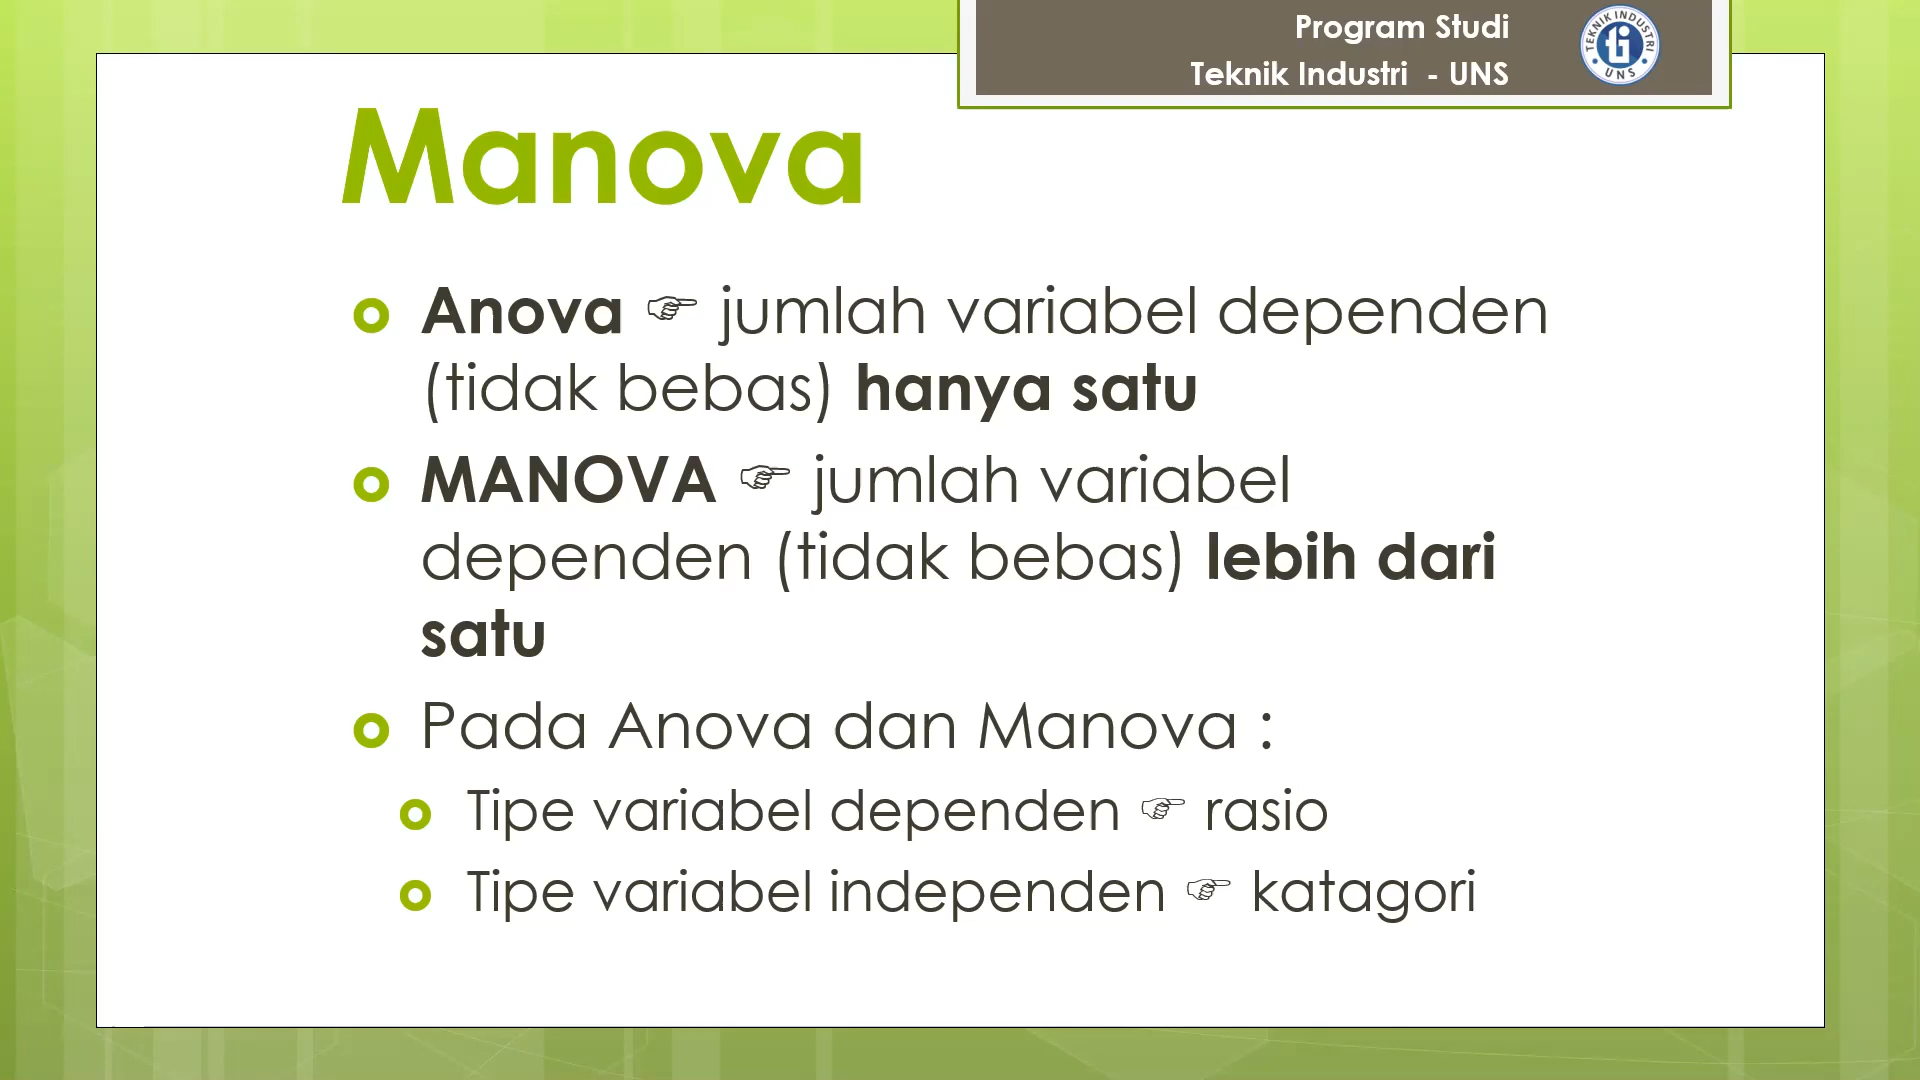 Program Studi
Teknik Industri - UNS
TEKNIK INDUSTRI
ti
UNS
Manova
Anova ☞ jumlah variabel dependen
(tidak bebas) hanya satu
MANOVA ☞ jumlah variabel
dependen (tidak bebas) lebih dari
satu
Pada Anova dan Manova :
Tipe variabel dependen ☞ rasio
Tipe variabel independen ☞ katagori